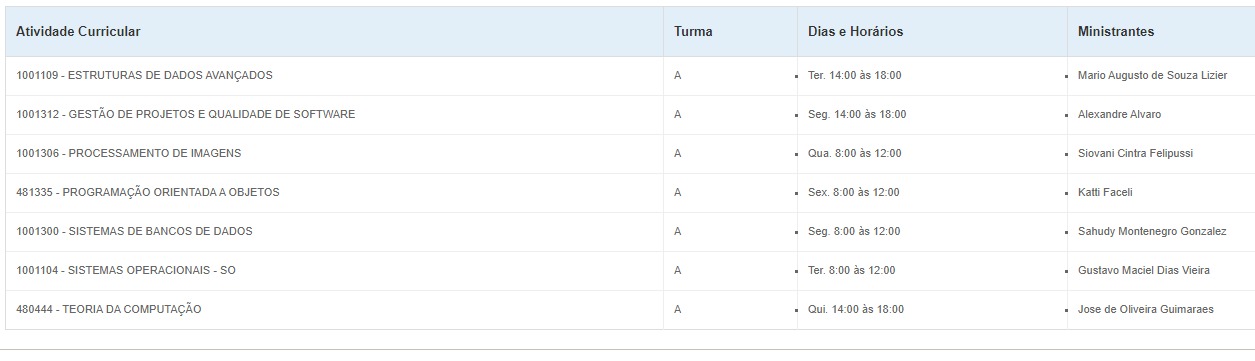 Atividade Curricular Turma Dias e Horários Ministrantes
1001109 - ESTRUTURAS DE DADOS AVANÇADOS A Ter. 14:00 às 18:00 Mario Augusto de Souza Lizier
1001312 - GESTÃO DE PROJETOS E QUALIDADE DE SOFTWARE A Seg. 14:00 às 18:00 Alexandre Alvaro
1001306 - PROCESSAMENTO DE IMAGENS A Qua. 8:00 às 12:00 Siovani Cintra Felipussi
481335 - PROGRAMAÇÃO ORIENTADA A OBJETOS A Sex. 8:00 às 12:00 Katti Faceli
1001300 - SISTEMAS DE BANCOS DE DADOS A Seg. 8:00 às 12:00 Sahudy Montenegro Gonzalez
1001104 - SISTEMAS OPERACIONAIS - SO A Ter. 8:00 às 12:00 Gustavo Maciel Dias Vieira
480444 - TEORIA DA COMPUTAÇÃO A Qui. 14:00 às 18:00 Jose de Oliveira Guimaraes